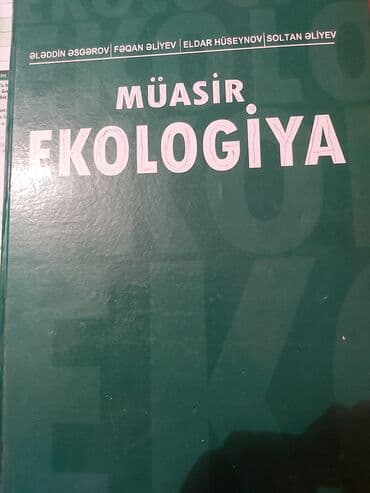 ƏLƏDDİN ƏSGƏROV | FƏQAN ƏLİYEV | ELDAR HÜSEYNOV | SOLTAN ƏLİYEV
MÜASİR
EKOLOGİYA